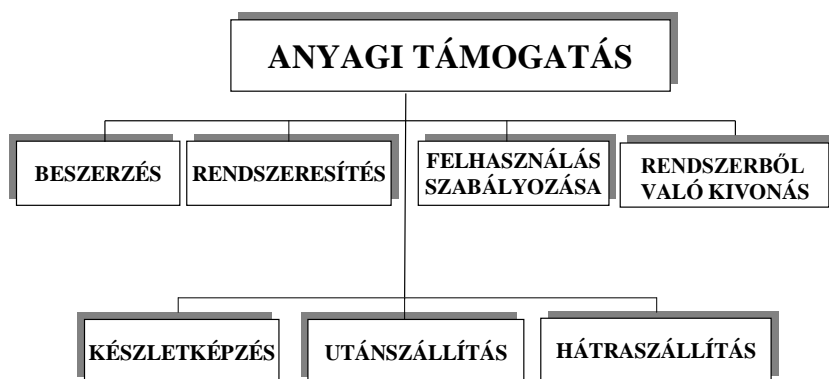 ANYAGI TÁMOGATÁS
BESZERZÉS
RENDSZERESÍTÉS
FELHASZNÁLÁS
SZABÁLYOZÁSA
RENDSZERBŐL
VALÓ KIVONÁS
KÉSZLETKÉPZÉS
UTÁNSZÁLLÍTÁS
HÁTRASZÁLLÍTÁS